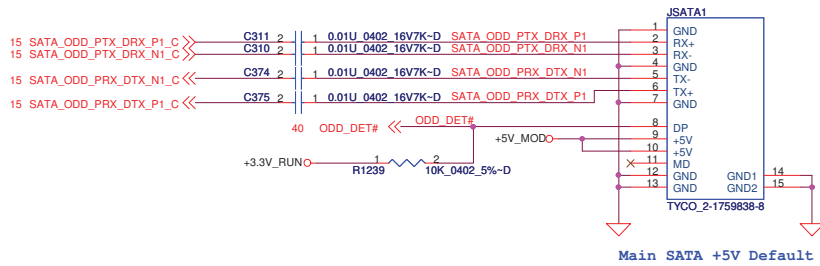 JSATA1
15 SATA_ODD_PTX_DRX_P1_C C311 2 1 0.01U_0402_16V7K~D SATA_ODD_PTX_DRX_P1
15 SATA_ODD_PTX_DRX_N1_C C310 2 1 0.01U_0402_16V7K~D SATA_ODD_PTX_DRX_N1
15 SATA_ODD_PRX_DTX_N1_C C374 2 1 0.01U_0402_16V7K~D SATA_ODD_PRX_DTX_N1
15 SATA_ODD_PRX_DTX_P1_C C375 2 1 0.01U_0402_16V7K~D SATA_ODD_PRX_DTX_P1
1 GND
2 RX+
3 RX-
4 GND
5 TX-
6 TX+
7 GND
40 ODD_DET# ODD_DET#
8 DP
+5V_MOD 9 +5V
10 +5V
+3.3V_RUN 1 2
R1239 10K_0402_5%~D
11 MD
12 GND GND1 14
13 GND GND2 15
TYCO_2-1759838-8
Main SATA +5V Default